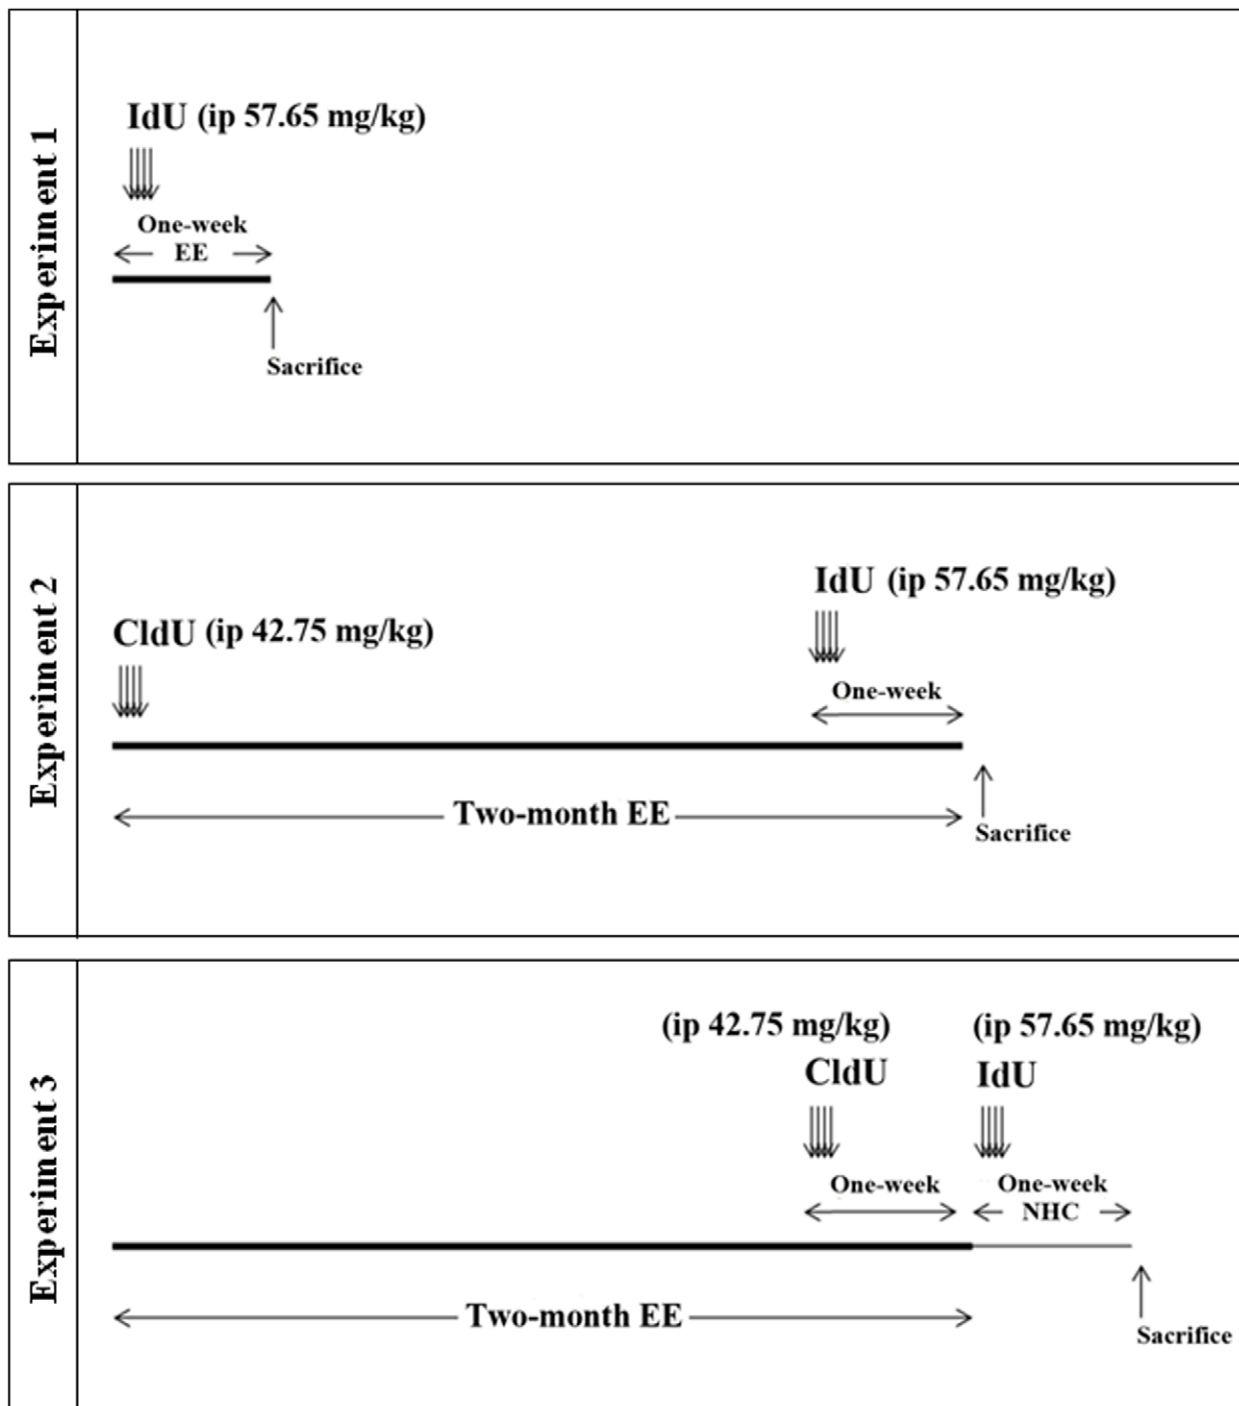 Experiment 1
IdU (ip 57.65 mg/kg)
One-week
EE
Sacrifice
Experiment 2
IdU (ip 57.65 mg/kg)
CldU (ip 42.75 mg/kg)
One-week
Two-month EE
Sacrifice
Experiment 3
(ip 42.75 mg/kg) (ip 57.65 mg/kg)
CldU IdU
One-week One-week
NHC
Two-month EE
Sacrifice